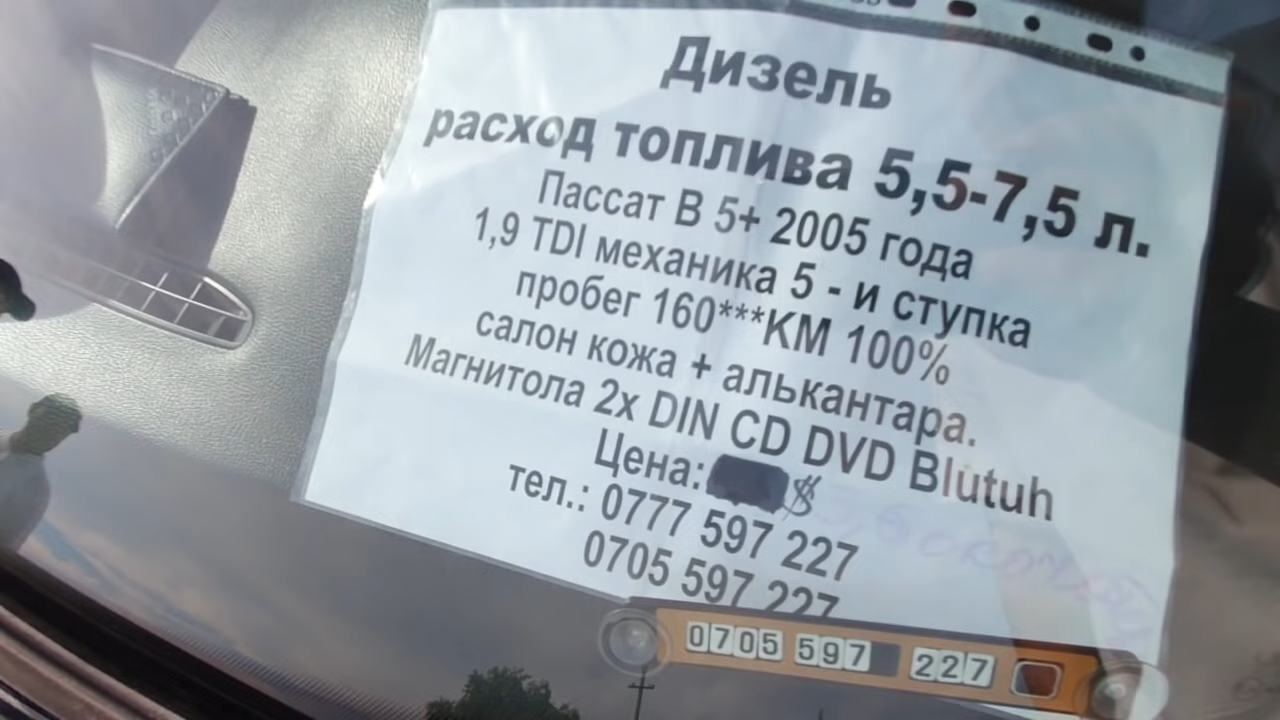 Дизель
расход топлива 5,5-7,5 л.
Пассат В 5+ 2005 года
1,9 TDI механика 5 - и ступка
пробег 160***КМ 100%
салон кожа + алькантара.
Магнитола 2х DIN CD DVD Blutuh
Цена: $
тел.: 0777 597 227
0705 597 227
0705 597 227